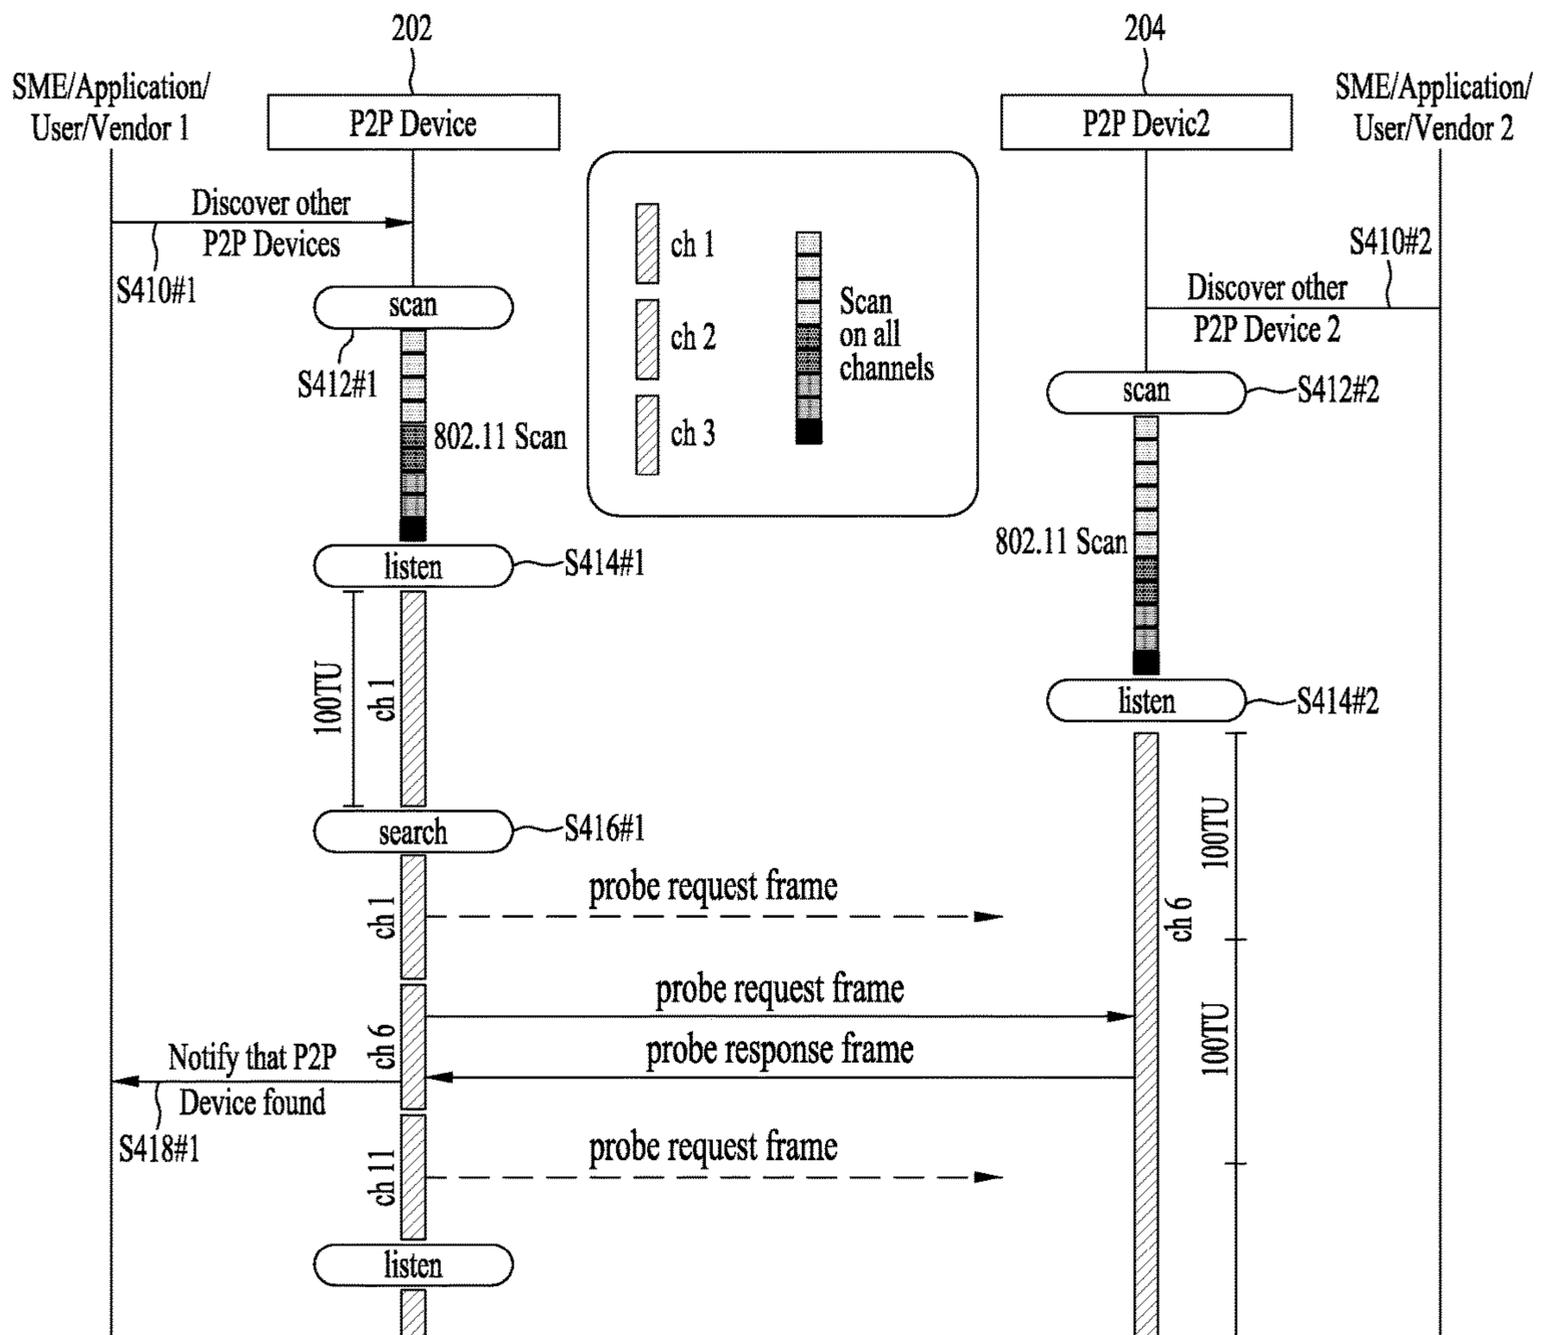 202
204
SME/Application/
User/Vendor 1
P2P Device
P2P Devic2
SME/Application/
User/Vendor 2
Discover other
P2P Devices
S410#1
S410#2
Discover other
P2P Device 2
scan
S412#1
802.11 Scan
ch 1
ch 2
ch 3
Scan
on all
channels
scan
S412#2
802.11 Scan
listen
S414#1
100TU
ch 1
listen
S414#2
search
S416#1
100TU
ch 6
100TU
ch 1
probe request frame
probe request frame
ch 6
probe response frame
Notify that P2P
Device found
S418#1
ch 11
probe request frame
listen